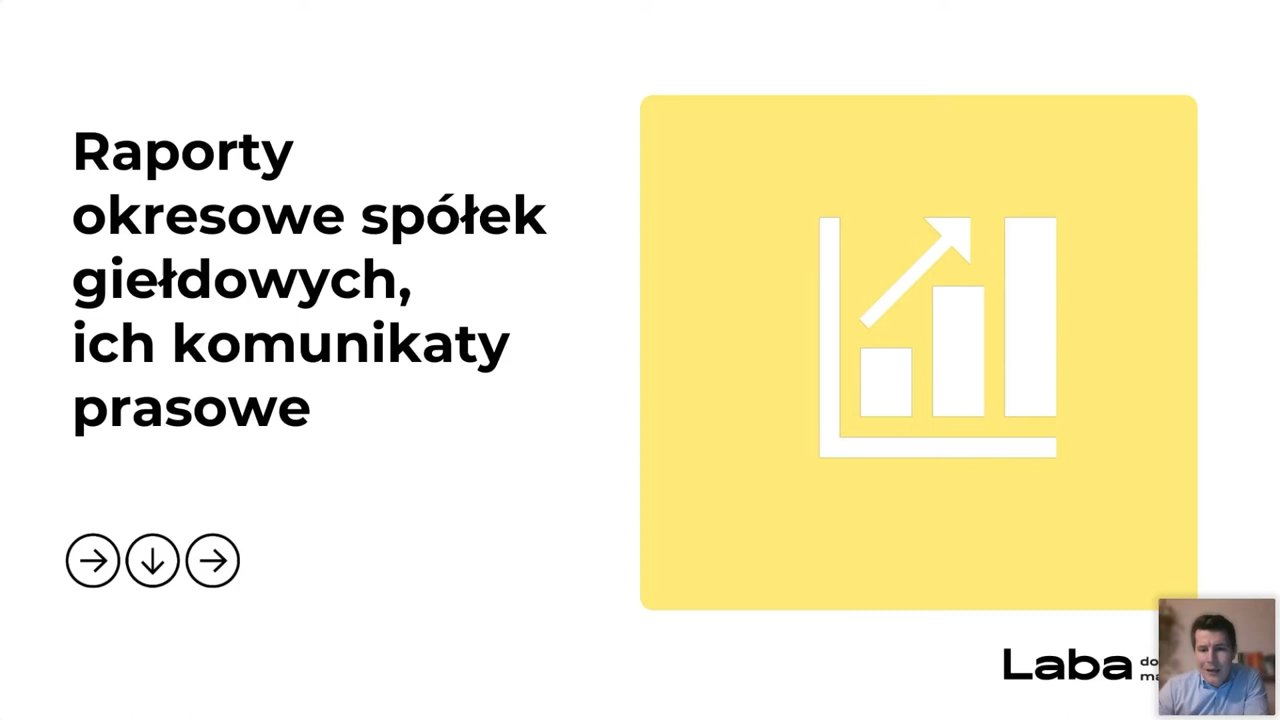 Raporty
okresowe spółek
giełdowych,
ich komunikaty
prasowe
Laba